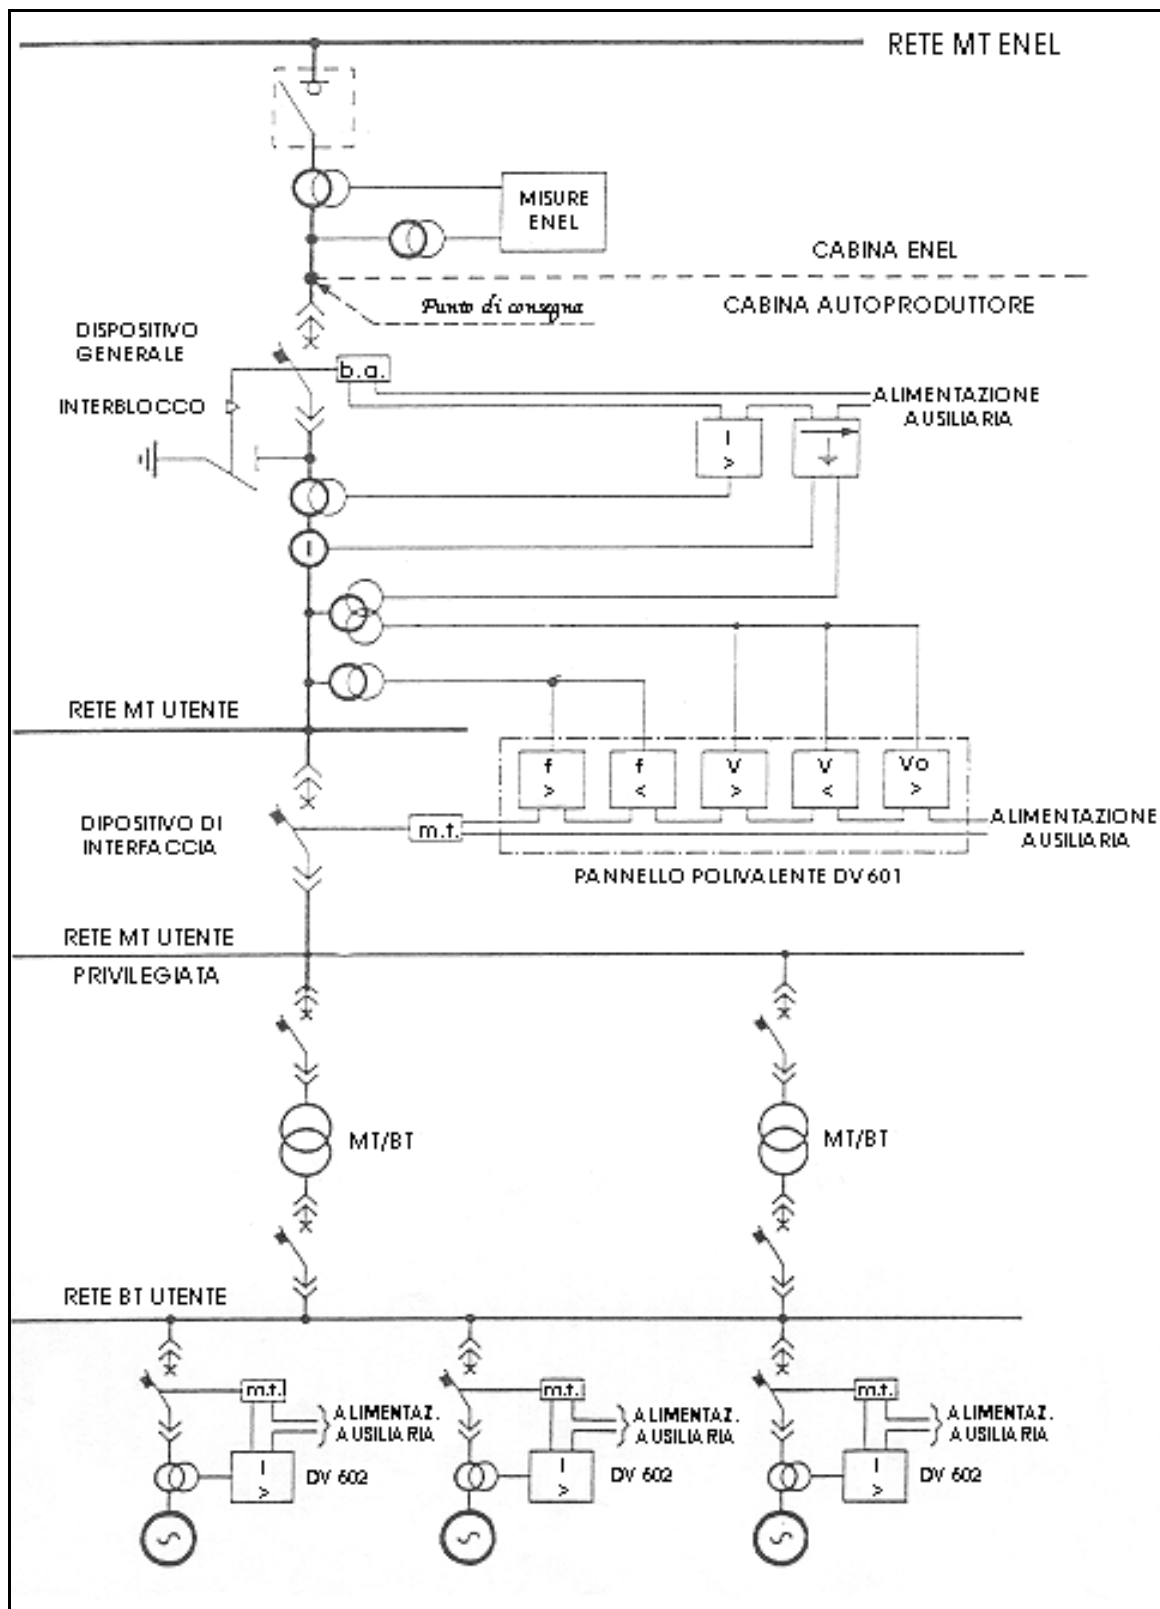 RETE MT ENEL
MISURE
ENEL
CABINA ENEL
Punto di consegna
CABINA AUTOPRODUTTORE
DISPOSITIVO
GENERALE
b.a.
INTERBLOCCO
ALIMENTAZIONE
AUSILIARIA
I
>
I
RETE MT UTENTE
f
>
f
<
V
>
V
<
Vo
>
DIPOSITIVO DI
INTERFACCIA
m.t.
ALIMENTAZIONE
AUSILIARIA
PANNELLO POLIVALENTE DV601
RETE MT UTENTE
PRIVILEGIATA
MT/BT
MT/BT
RETE BT UTENTE
m.t.
ALIMENTAZ.
AUSILIARIA
I
>
DV 602
m.t.
ALIMENTAZ.
AUSILIARIA
I
>
DV 602
m.t.
ALIMENTAZ.
AUSILIARIA
I
>
DV 602